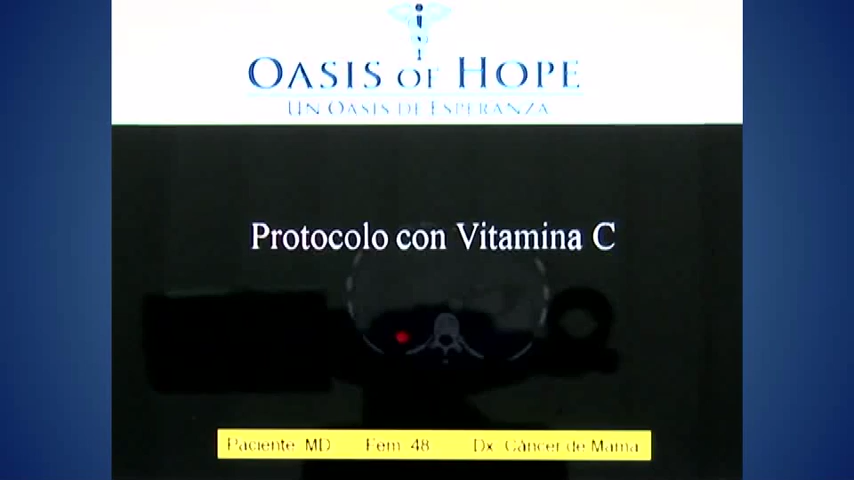 OASIS OF HOPE
UN OASIS DE ESPERANZA
Protocolo con Vitamina C
Paciente MD Fem 48 Dx Cáncer de Mama